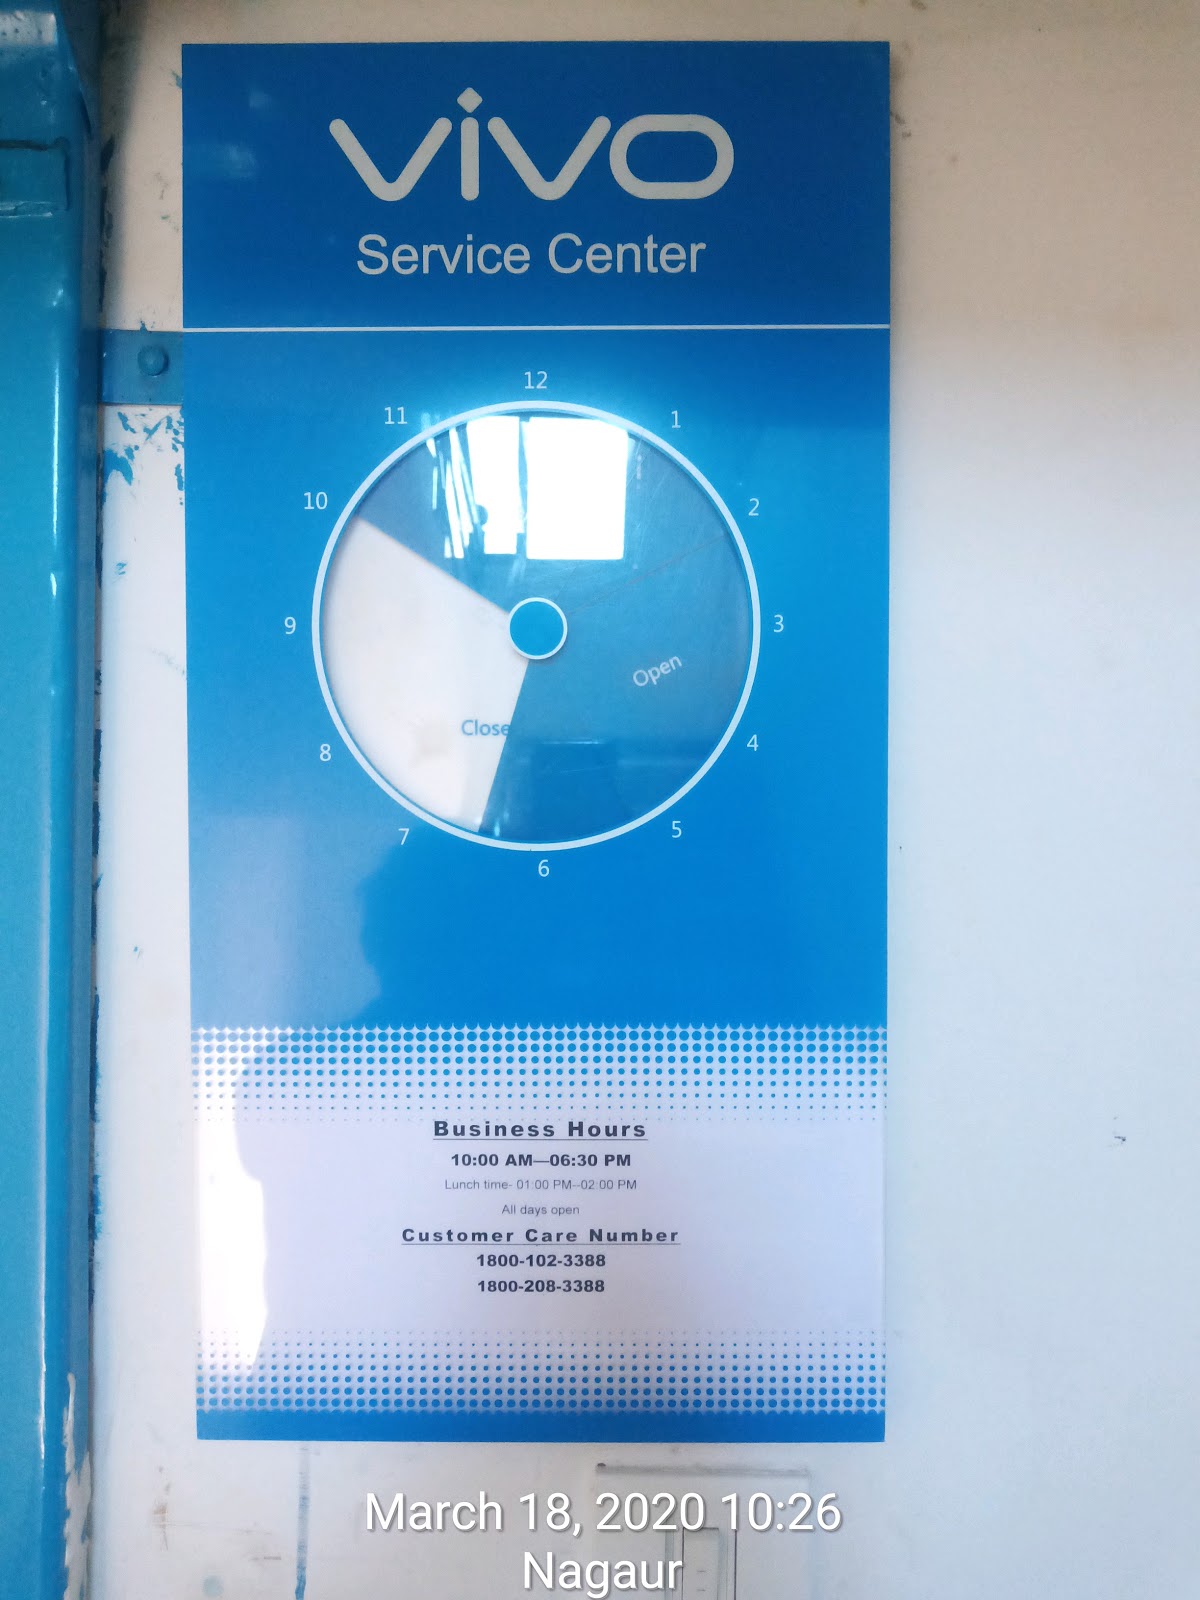 vivo
Service Center
12
11
1
10
2
9
3
Open
Close
8
4
7
5
6
Business Hours
10:00 AM—06:30 PM
Lunch time- 01:00 PM--02:00 PM
All days open
Customer Care Number
1800-102-3388
1800-208-3388
March 18, 2020 10:26
Nagaur